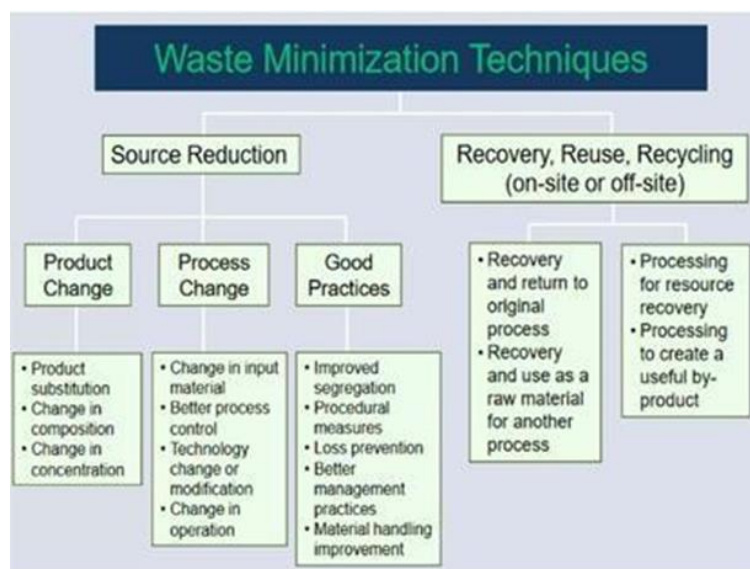 Waste Minimization Techniques
Source Reduction
Recovery, Reuse, Recycling
(on-site or off-site)
Product
Change
Process
Change
Good
Practices
• Product
substitution
• Change in
composition
• Change in
concentration
• Change in input
material
• Better process
control
• Technology
change or
modification
• Change in
operation
• Improved
segregation
• Procedural
measures
• Loss prevention
• Better
management
practices
• Material handling
improvement
• Recovery
and return to
original
process
• Recovery
and use as a
raw material
for another
process
• Processing
for resource
recovery
• Processing
to create a
useful by-
product